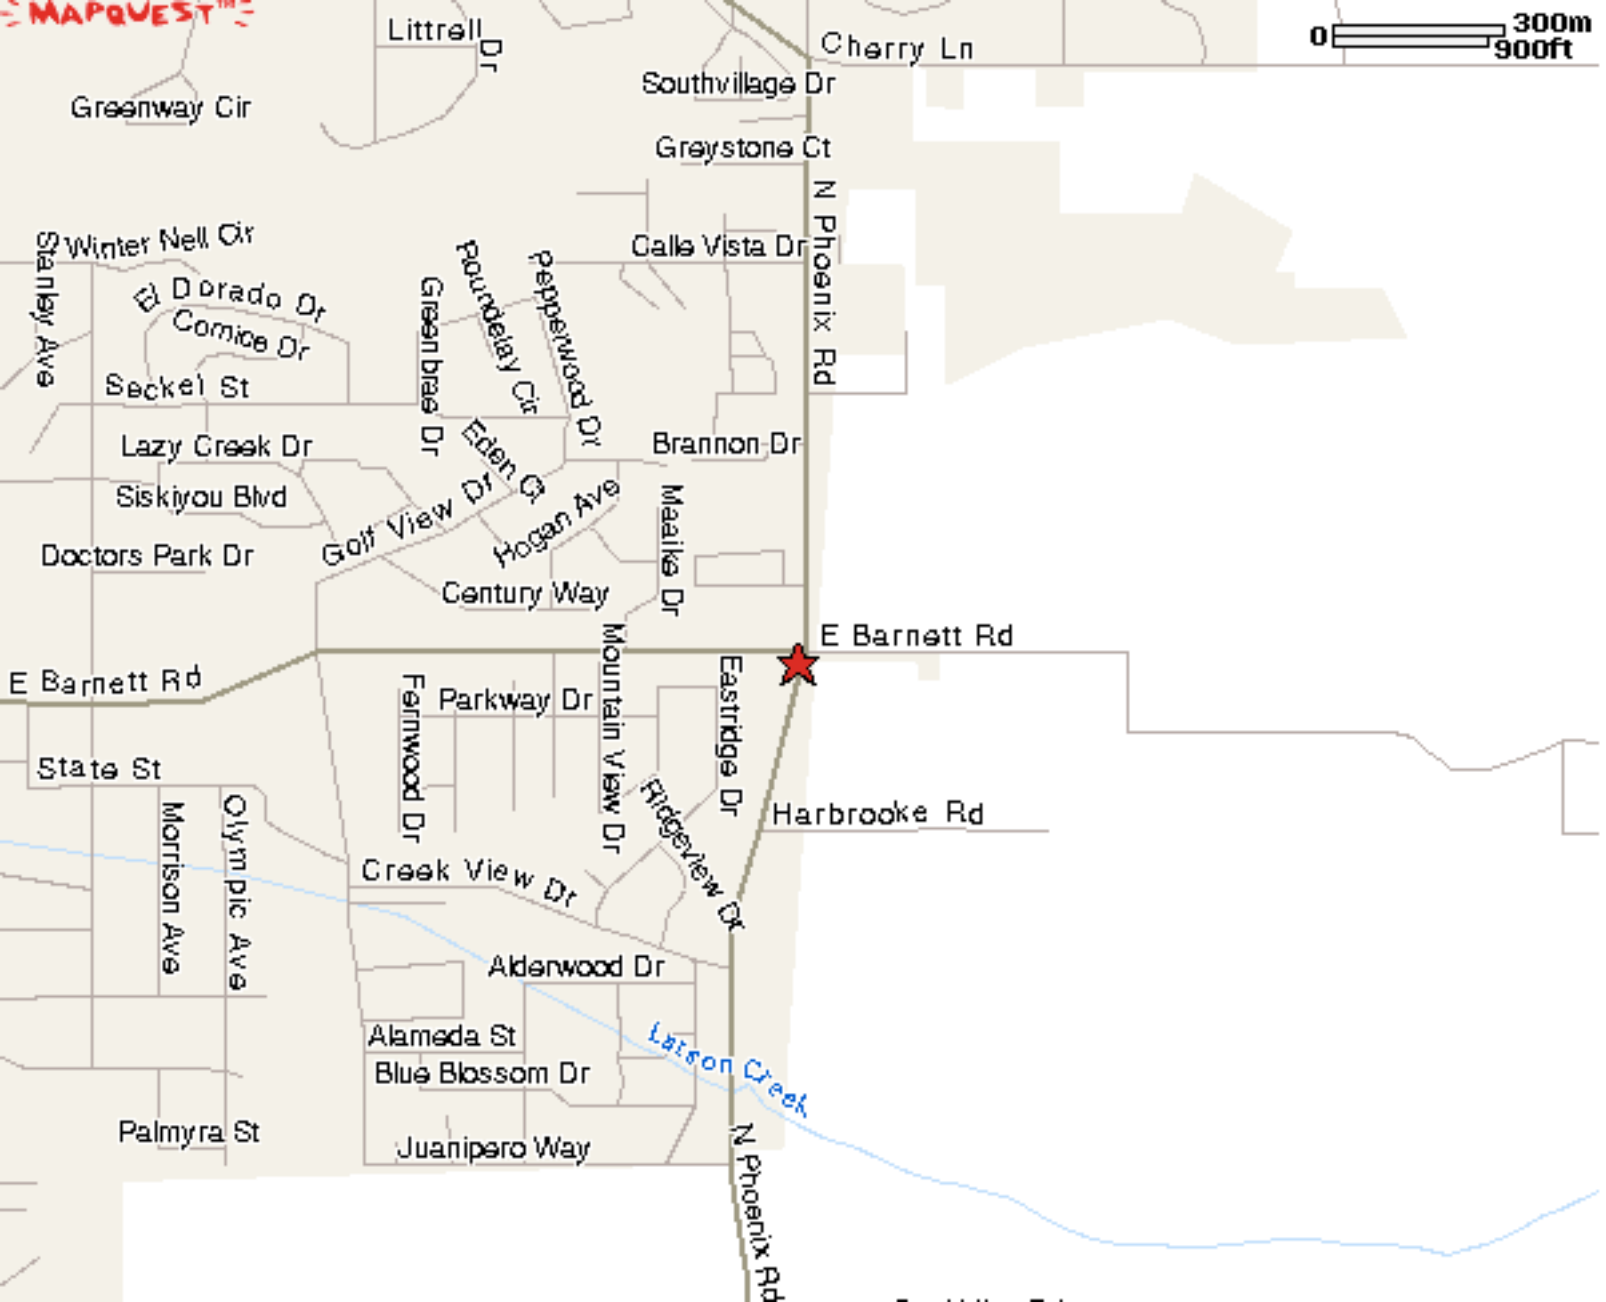 MAPQUEST™
Littrell Dr
Cherry Ln
0
300m
900ft
Southvillage Dr
Greenway Cir
Greystone Ct
N Phoenix Rd
Stanley Ave
Winter Nell Cir
Calle Vista Dr
El Dorado Dt
Comice Dr
Greenbrae Dr
Roundelay Cir
Pepperwood Dr
Seckel St
Lazy Creek Dr
Eden Ct
Brannon Dr
Siskiyou Blvd
Golf View Dr
Hogan Ave
Maaike Dr
Doctors Park Dr
Century Way
E Barnett Rd
E Barnett Rd
Fernwood Dr
Parkway Dr
Mountain View Dr
Eastridge Dr
State St
Morrison Ave
Olympic Ave
Ridgeview Dr
Harbrooke Rd
Creek View Dr
Alderwood Dr
Alameda St
Larson Creek
Blue Blossom Dr
Palmyra St
Juanipero Way
N Phoenix Rd